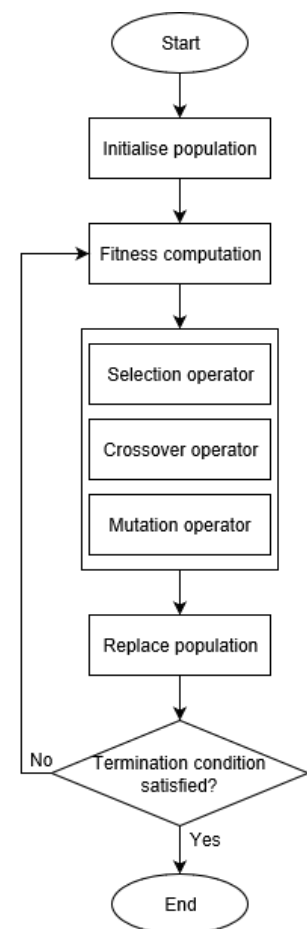 Start
Initialise population
Fitness computation
Selection operator
Crossover operator
Mutation operator
Replace population
No
Termination condition
satisfied?
Yes
End